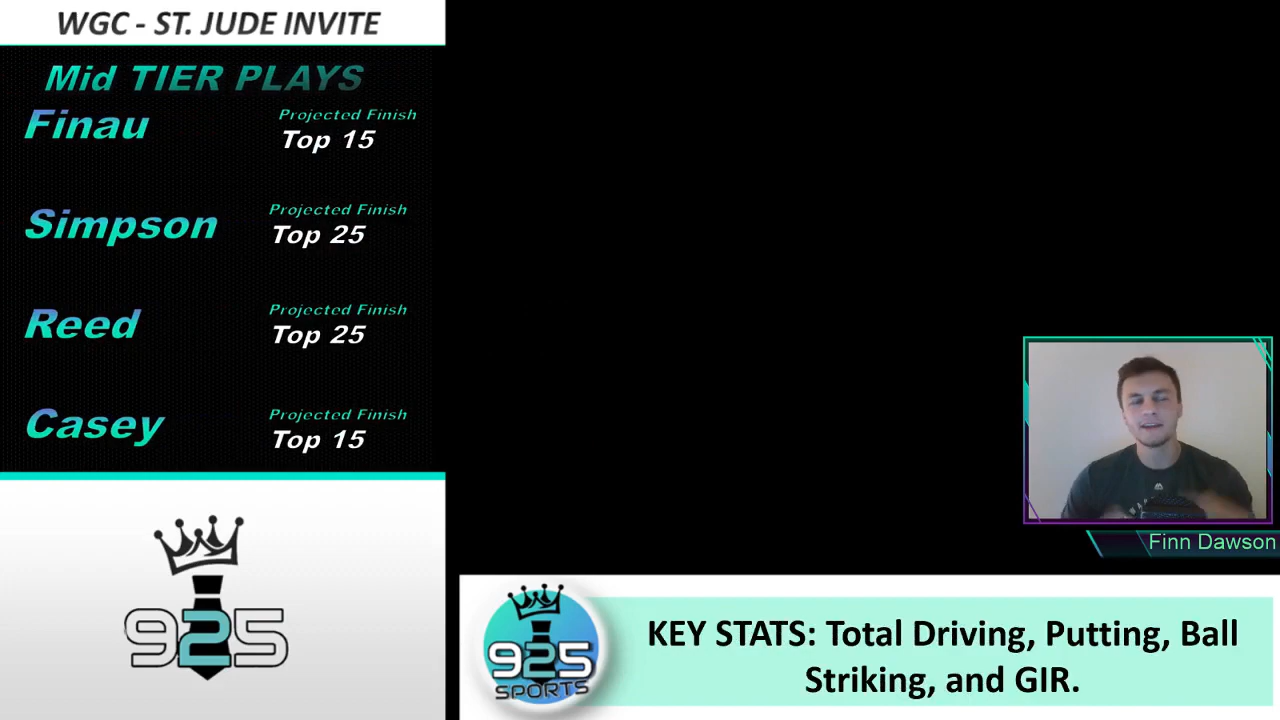 WGC - ST. JUDE INVITE
Mid TIER PLAYS
Finau
Projected Finish
Top 15
Simpson
Projected Finish
Top 25
Reed
Projected Finish
Top 25
Casey
Projected Finish
Top 15
925
Finn Dawson
925
SPORTS
KEY STATS: Total Driving, Putting, Ball
Striking, and GIR.